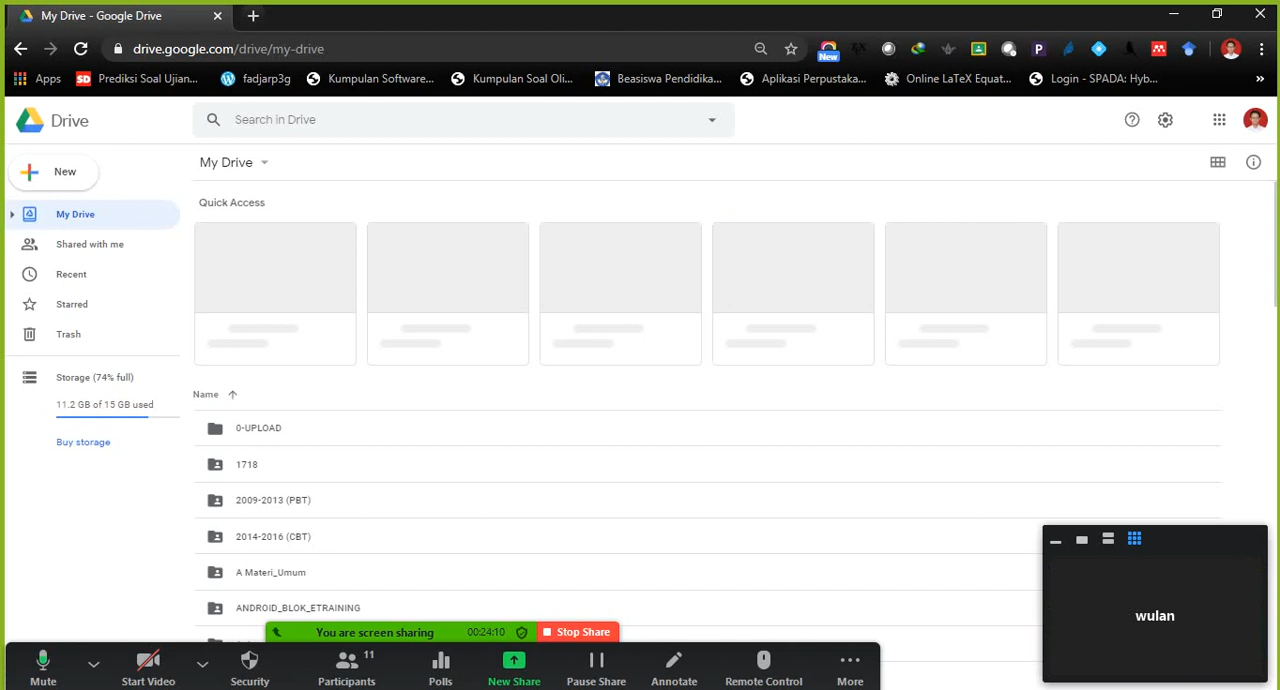 My Drive - Google Drive
drive.google.com/drive/my-drive
New
Apps
Prediksi Soal Ujian...
fadjarp3g
Kumpulan Software...
Kumpulan Soal Oli...
Beasiswa Pendidika...
Aplikasi Perpustaka...
Online LaTeX Equat...
Login - SPADA: Hyb...
Drive
Search in Drive
New
My Drive
Shared with me
Recent
Starred
Trash
Storage (74% full)
11.2 GB of 15 GB used
Buy storage
My Drive
Quick Access
Name
0-UPLOAD
1718
2009-2013 (PBT)
2014-2016 (CBT)
A Materi_Umum
ANDROID_BLOK_ETRAINING
wulan
You are screen sharing 00:24:10 Stop Share
Mute
Start Video
Security
Participants 11
Polls
New Share
Pause Share
Annotate
Remote Control
More